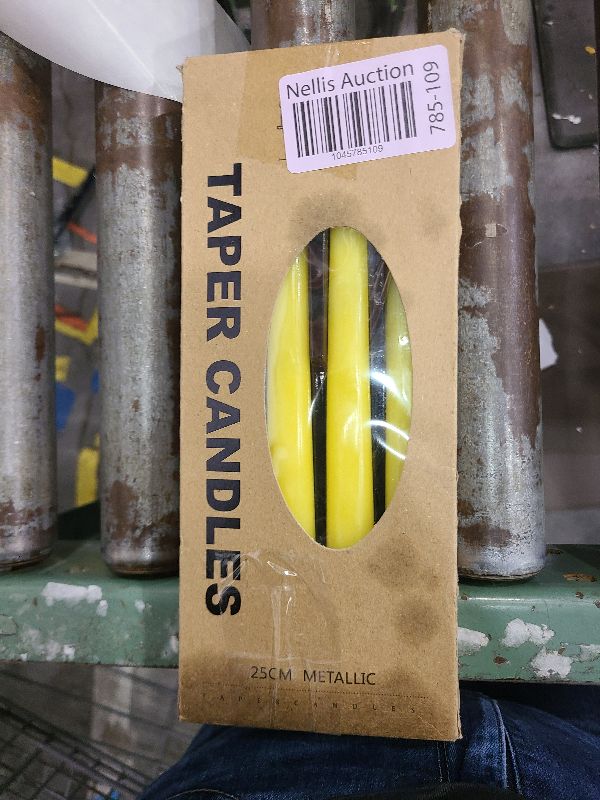 Nellis Auction
785-109
1045785109
TAPER CANDLES
25CM METALLIC
TAPER CANDLES